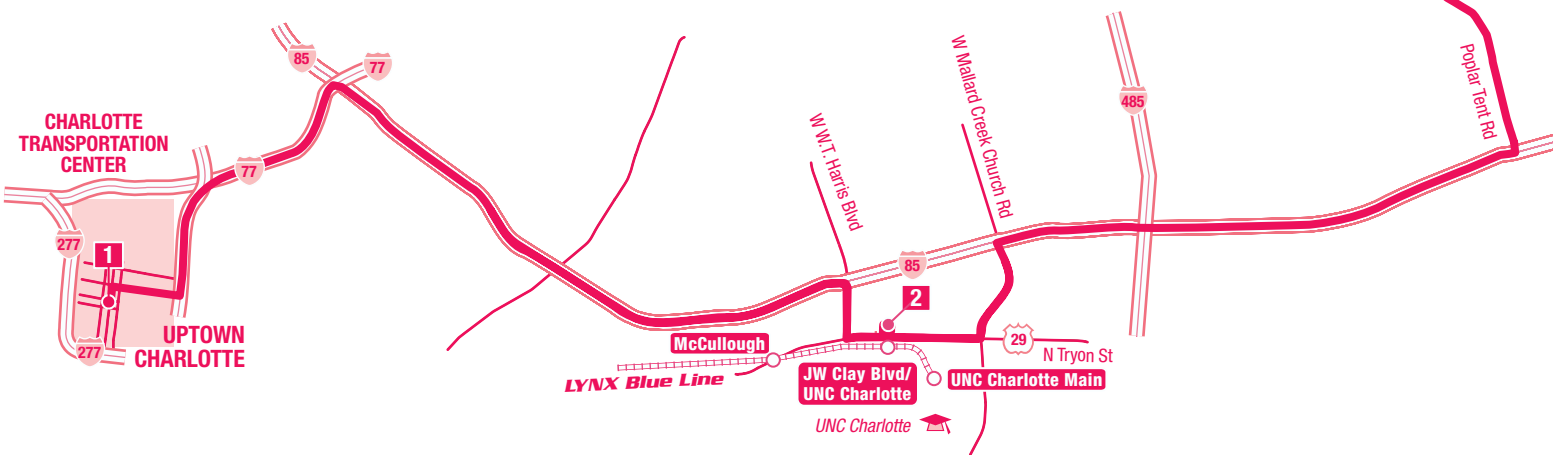 85
77
CHARLOTTE
TRANSPORTATION
CENTER
77
277
1
277
UPTOWN
CHARLOTTE
W W.T. Harris Blvd
W Mallard Creek Church Rd
485
Poplar Tent Rd
85
2
McCullough
LYNX Blue Line
JW Clay Blvd/
UNC Charlotte
UNC Charlotte Main
29
N Tryon St
UNC Charlotte